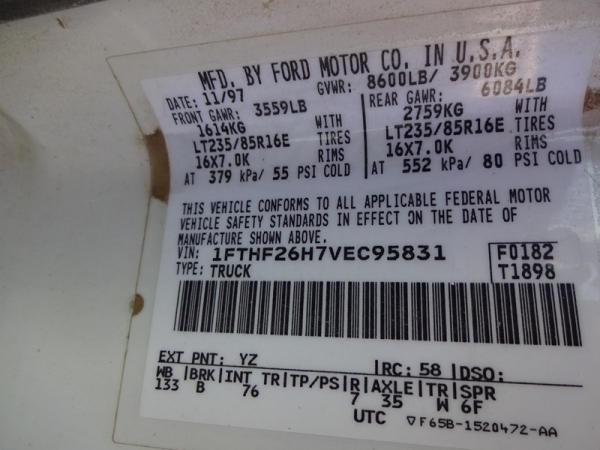 MFD. BY FORD MOTOR CO. IN U.S.A.
DATE: 11/97 GVWR: 8600LB/ 3900KG
FRONT GAWR: 3559LB REAR GAWR: 6084LB
1614KG WITH 2759KG WITH
LT235/85R16E TIRES LT235/85R16E TIRES
16X7.0K RIMS 16X7.0K RIMS
AT 379 kPa/ 55 PSI COLD AT 552 kPa/ 80 PSI COLD
THIS VEHICLE CONFORMS TO ALL APPLICABLE FEDERAL MOTOR
VEHICLE SAFETY STANDARDS IN EFFECT ON THE DATE OF
MANUFACTURE SHOWN ABOVE.
VIN: 1FTHF26H7VEC95831 F0182
TYPE: TRUCK T1898
EXT PNT: YZ RC: 58 DSO:
WB BRK INT TR TP/PS R AXLE TR SPR
133 B 76 7 35 W 6F
UTC ▽F65B-1520472-AA